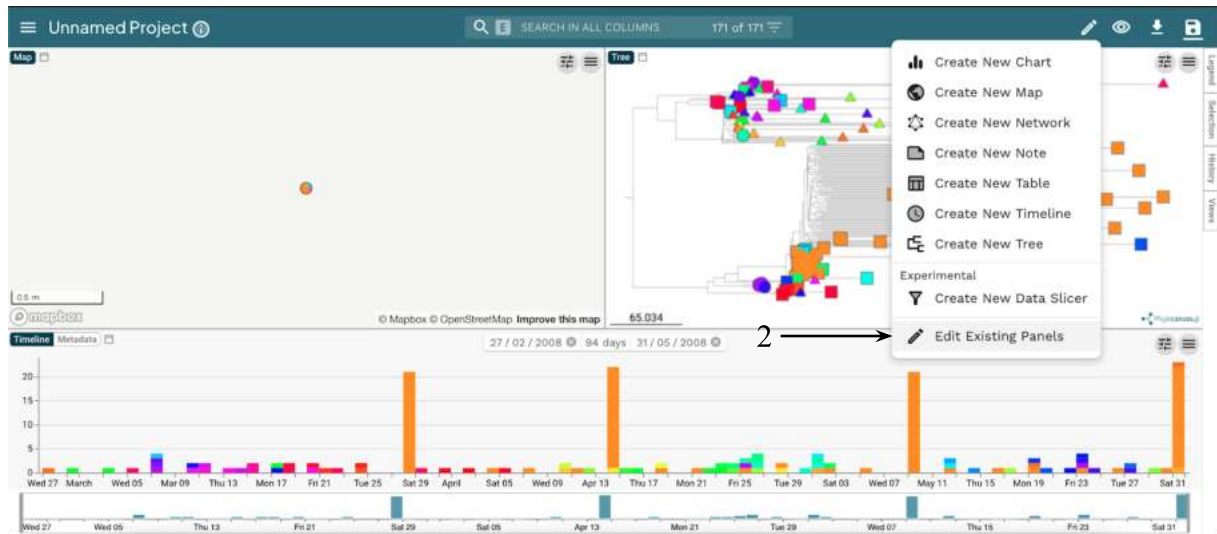 Unnamed Project
E SEARCH IN ALL COLUMNS 171 of 171
Map
Tree
Create New Chart
Create New Map
Create New Network
Create New Note
Create New Table
Create New Timeline
Create New Tree
Experimental
Create New Data Slicer
2 Edit Existing Panels
Legend
Selection
History
Views
0.5 m
mapbox
© Mapbox © OpenStreetMap Improve this map
65.034
Phylocanvas.gl
Timeline Metadata
27 / 02 / 2008 94 days 31 / 05 / 2008
20
15
10
5
0
Wed 27 March Wed 05 Mar 09 Thu 13 Mon 17 Fri 21 Tue 25 Sat 29 April Sat 05 Wed 09 Apr 13 Thu 17 Mon 21 Fri 25 Tue 29 Sat 03 Wed 07 May 11 Thu 15 Mon 19 Fri 23 Tue 27 Sat 31
Wed 27 Wed 05 Thu 13 Fri 21 Sat 29 Sat 05 Apr 13 Mon 21 Tue 29 Wed 07 Thu 15 Fri 23 Sat 31